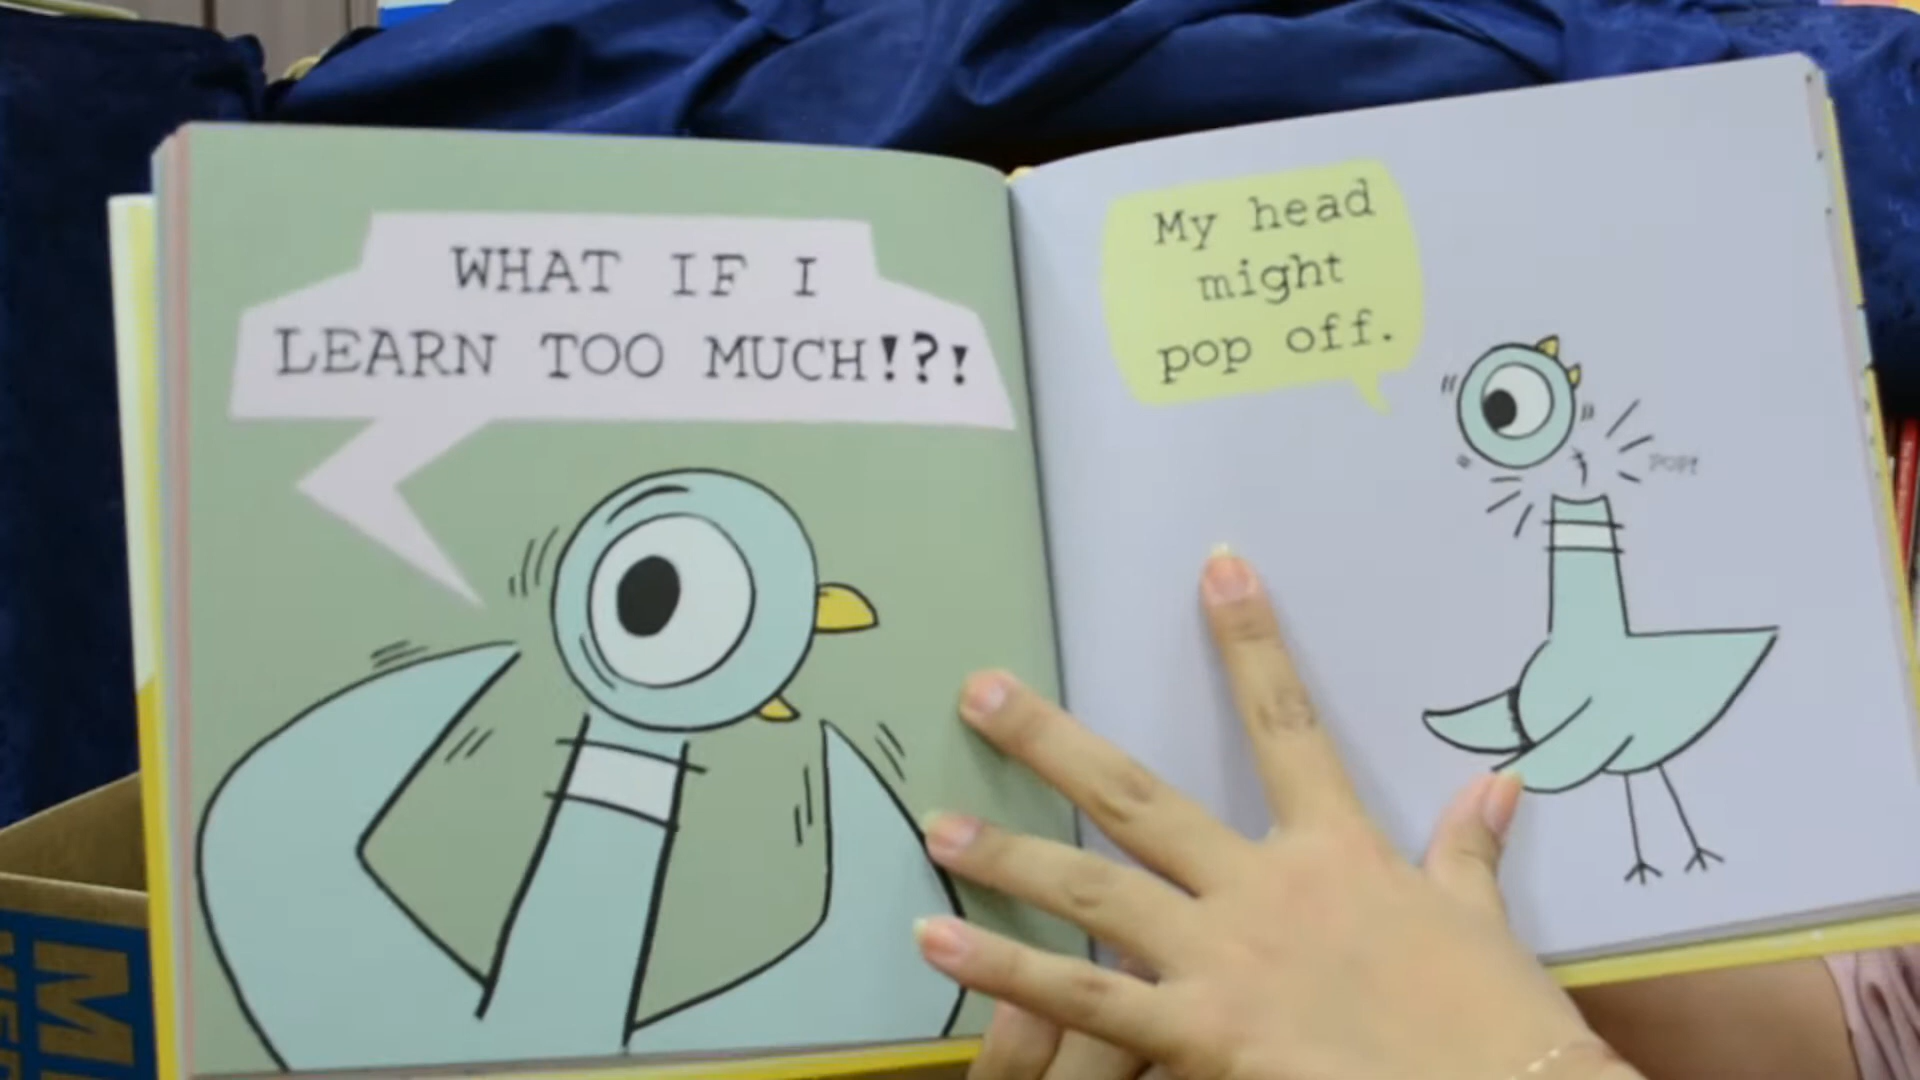 WHAT IF I
LEARN TOO MUCH!?!
My head
might
pop off.
POP!